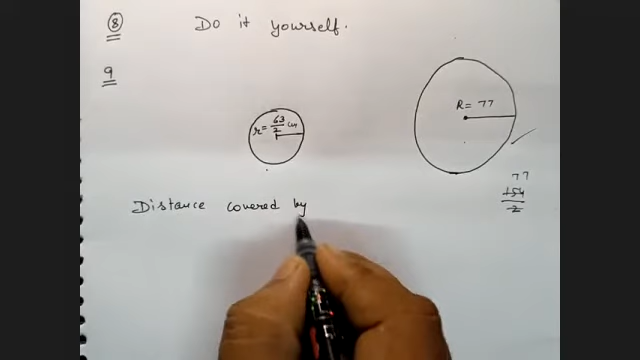 8 Do it yourself.
9
r = 63/2 cm
R = 77
77
154
2
Distance covered by